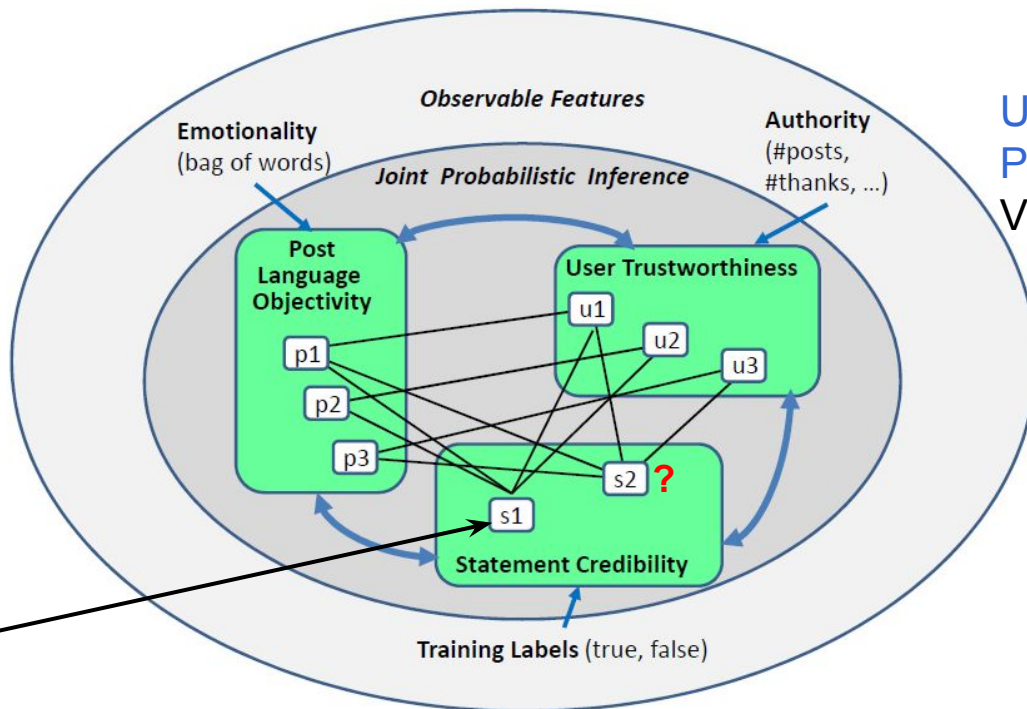 Observable Features
Emotionality
(bag of words)
Authority
(#posts,
#thanks, ...)
U
P
V
Joint Probabilistic Inference
Post
Language
Objectivity
User Trustworthiness
p1
p2
p3
u1
u2
u3
s2
?
s1
Statement Credibility
Training Labels (true, false)